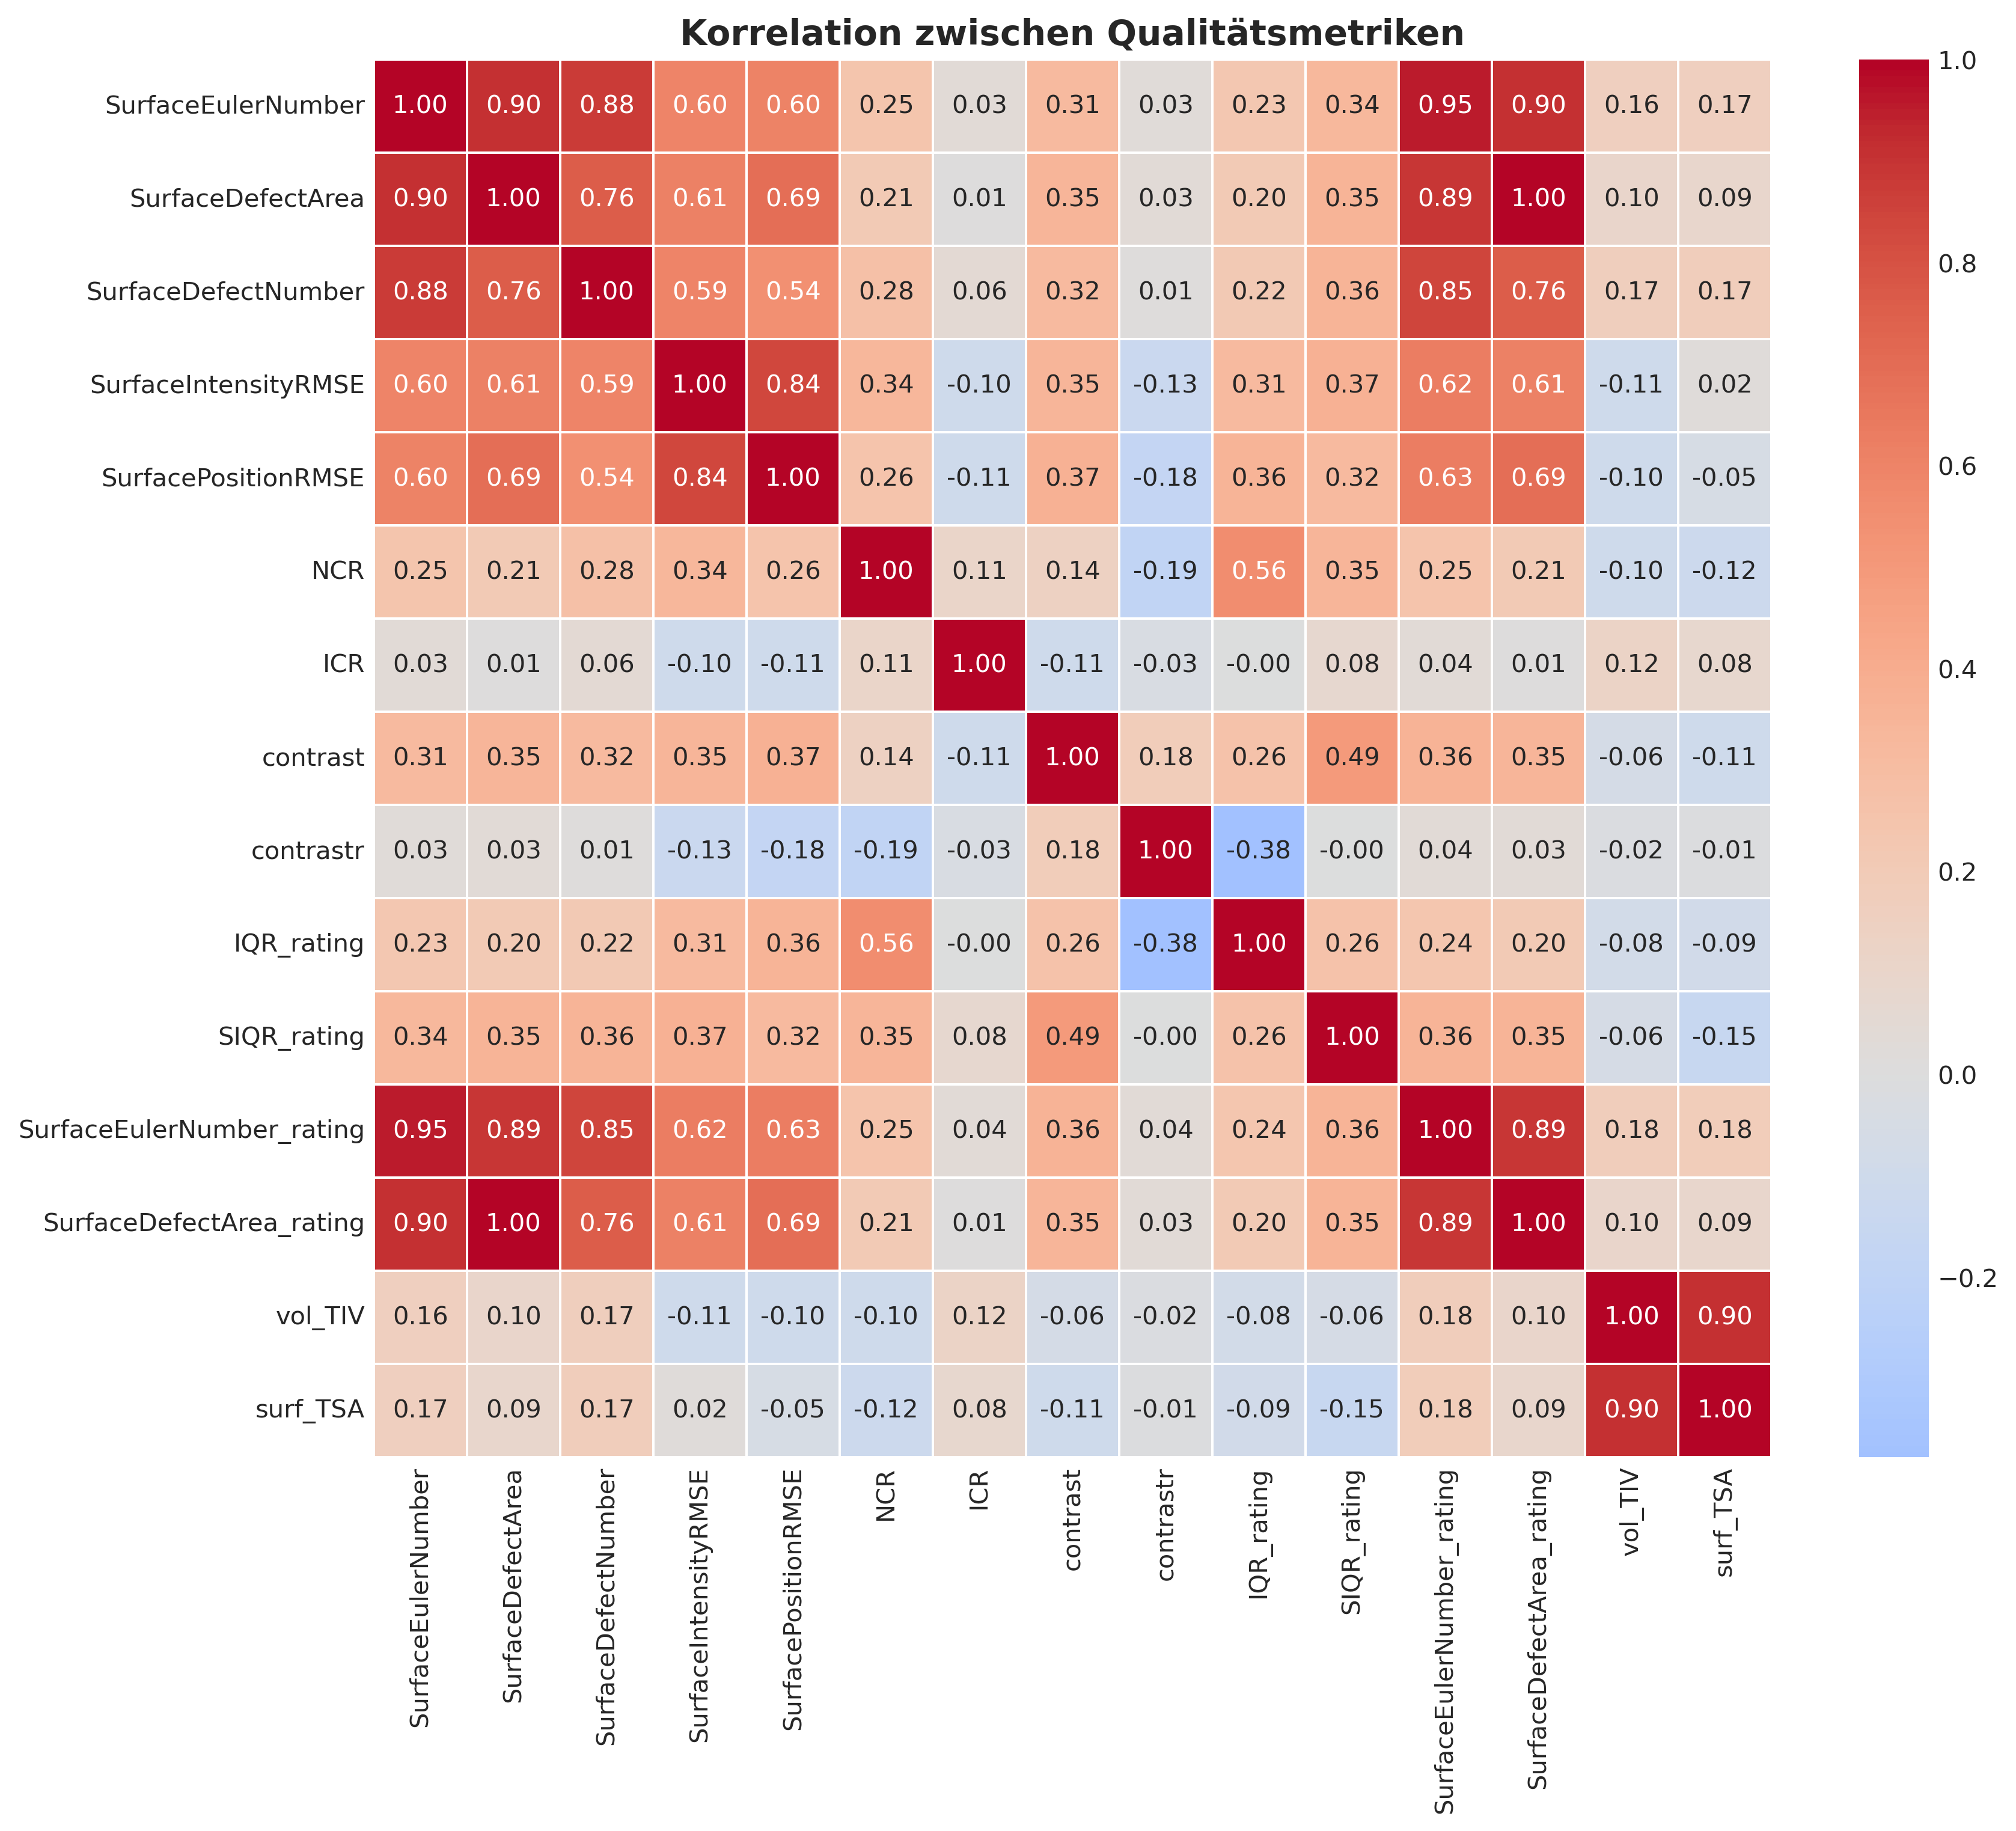 Korrelation zwischen Qualitätsmetriken
SurfaceEulerNumber 1.00 0.90 0.88 0.60 0.60 0.25 0.03 0.31 0.03 0.23 0.34 0.95 0.90 0.16 0.17
SurfaceDefectArea 0.90 1.00 0.76 0.61 0.69 0.21 0.01 0.35 0.03 0.20 0.35 0.89 1.00 0.10 0.09
SurfaceDefectNumber 0.88 0.76 1.00 0.59 0.54 0.28 0.06 0.32 0.01 0.22 0.36 0.85 0.76 0.17 0.17
SurfaceIntensityRMSE 0.60 0.61 0.59 1.00 0.84 0.34 -0.10 0.35 -0.13 0.31 0.37 0.62 0.61 -0.11 0.02
SurfacePositionRMSE 0.60 0.69 0.54 0.84 1.00 0.26 -0.11 0.37 -0.18 0.36 0.32 0.63 0.69 -0.10 -0.05
NCR 0.25 0.21 0.28 0.34 0.26 1.00 0.11 0.14 -0.19 0.56 0.35 0.25 0.21 -0.10 -0.12
ICR 0.03 0.01 0.06 -0.10 -0.11 0.11 1.00 -0.11 -0.03 -0.00 0.08 0.04 0.01 0.12 0.08
contrast 0.31 0.35 0.32 0.35 0.37 0.14 -0.11 1.00 0.18 0.26 0.49 0.36 0.35 -0.06 -0.11
contrastr 0.03 0.03 0.01 -0.13 -0.18 -0.19 -0.03 0.18 1.00 -0.38 -0.00 0.04 0.03 -0.02 -0.01
IQR_rating 0.23 0.20 0.22 0.31 0.36 0.56 -0.00 0.26 -0.38 1.00 0.26 0.24 0.20 -0.08 -0.09
SIQR_rating 0.34 0.35 0.36 0.37 0.32 0.35 0.08 0.49 -0.00 0.26 1.00 0.36 0.35 -0.06 -0.15
SurfaceEulerNumber_rating 0.95 0.89 0.85 0.62 0.63 0.25 0.04 0.36 0.04 0.24 0.36 1.00 0.89 0.18 0.18
SurfaceDefectArea_rating 0.90 1.00 0.76 0.61 0.69 0.21 0.01 0.35 0.03 0.20 0.35 0.89 1.00 0.10 0.09
vol_TIV 0.16 0.10 0.17 -0.11 -0.10 -0.10 0.12 -0.06 -0.02 -0.08 -0.06 0.18 0.10 1.00 0.90
surf_TSA 0.17 0.09 0.17 0.02 -0.05 -0.12 0.08 -0.11 -0.01 -0.09 -0.15 0.18 0.09 0.90 1.00
SurfaceEulerNumber
SurfaceDefectArea
SurfaceDefectNumber
SurfaceIntensityRMSE
SurfacePositionRMSE
NCR
ICR
contrast
contrastr
IQR_rating
SIQR_rating
SurfaceEulerNumber_rating
SurfaceDefectArea_rating
vol_TIV
surf_TSA
1.0
0.8
0.6
0.4
0.2
0.0
−0.2